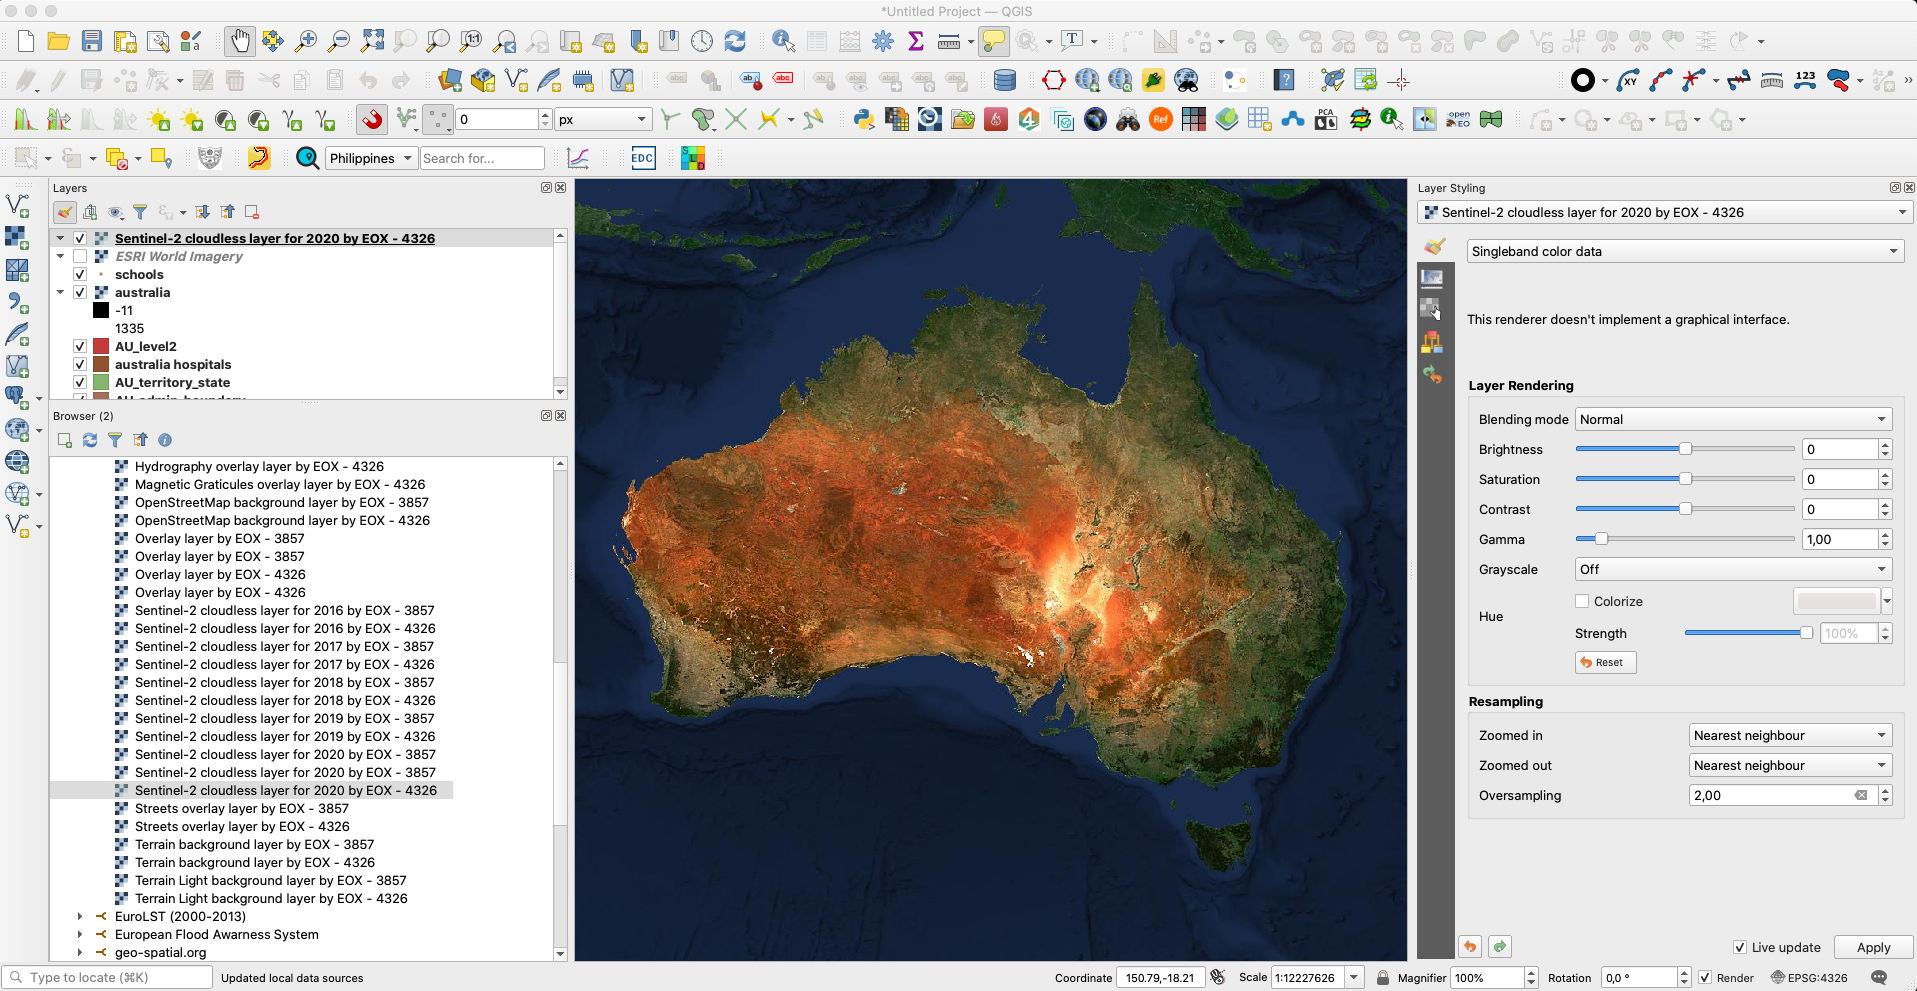 *Untitled Project — QGIS
0
px
Philippines
Search for...
EDC
Layers
Sentinel-2 cloudless layer for 2020 by EOX - 4326
ESRI World Imagery
schools
australia
-11
1335
AU_level2
australia hospitals
AU_territory_state
AU_admin_boundary
Browser (2)
Hydrography overlay layer by EOX - 4326
Magnetic Graticules overlay layer by EOX - 4326
OpenStreetMap background layer by EOX - 3857
OpenStreetMap background layer by EOX - 4326
Overlay layer by EOX - 3857
Overlay layer by EOX - 3857
Overlay layer by EOX - 4326
Overlay layer by EOX - 4326
Sentinel-2 cloudless layer for 2016 by EOX - 3857
Sentinel-2 cloudless layer for 2016 by EOX - 4326
Sentinel-2 cloudless layer for 2017 by EOX - 3857
Sentinel-2 cloudless layer for 2017 by EOX - 4326
Sentinel-2 cloudless layer for 2018 by EOX - 3857
Sentinel-2 cloudless layer for 2018 by EOX - 4326
Sentinel-2 cloudless layer for 2019 by EOX - 3857
Sentinel-2 cloudless layer for 2019 by EOX - 4326
Sentinel-2 cloudless layer for 2020 by EOX - 3857
Sentinel-2 cloudless layer for 2020 by EOX - 3857
Sentinel-2 cloudless layer for 2020 by EOX - 4326
Streets overlay layer by EOX - 3857
Streets overlay layer by EOX - 4326
Terrain background layer by EOX - 3857
Terrain background layer by EOX - 4326
Terrain Light background layer by EOX - 3857
Terrain Light background layer by EOX - 4326
EuroLST (2000-2013)
European Flood Awarness System
geo-spatial.org
Layer Styling
Sentinel-2 cloudless layer for 2020 by EOX - 4326
Singleband color data
This renderer doesn't implement a graphical interface.
Layer Rendering
Blending mode Normal
Brightness 0
Saturation 0
Contrast 0
Gamma 1,00
Grayscale Off
Colorize
Hue
Strength 100%
Reset
Resampling
Zoomed in Nearest neighbour
Zoomed out Nearest neighbour
Oversampling 2,00
Live update Apply
Type to locate (⌘K) Updated local data sources Coordinate 150.79,-18.21 Scale 1:12227626 Magnifier 100% Rotation 0,0 ° Render EPSG:4326